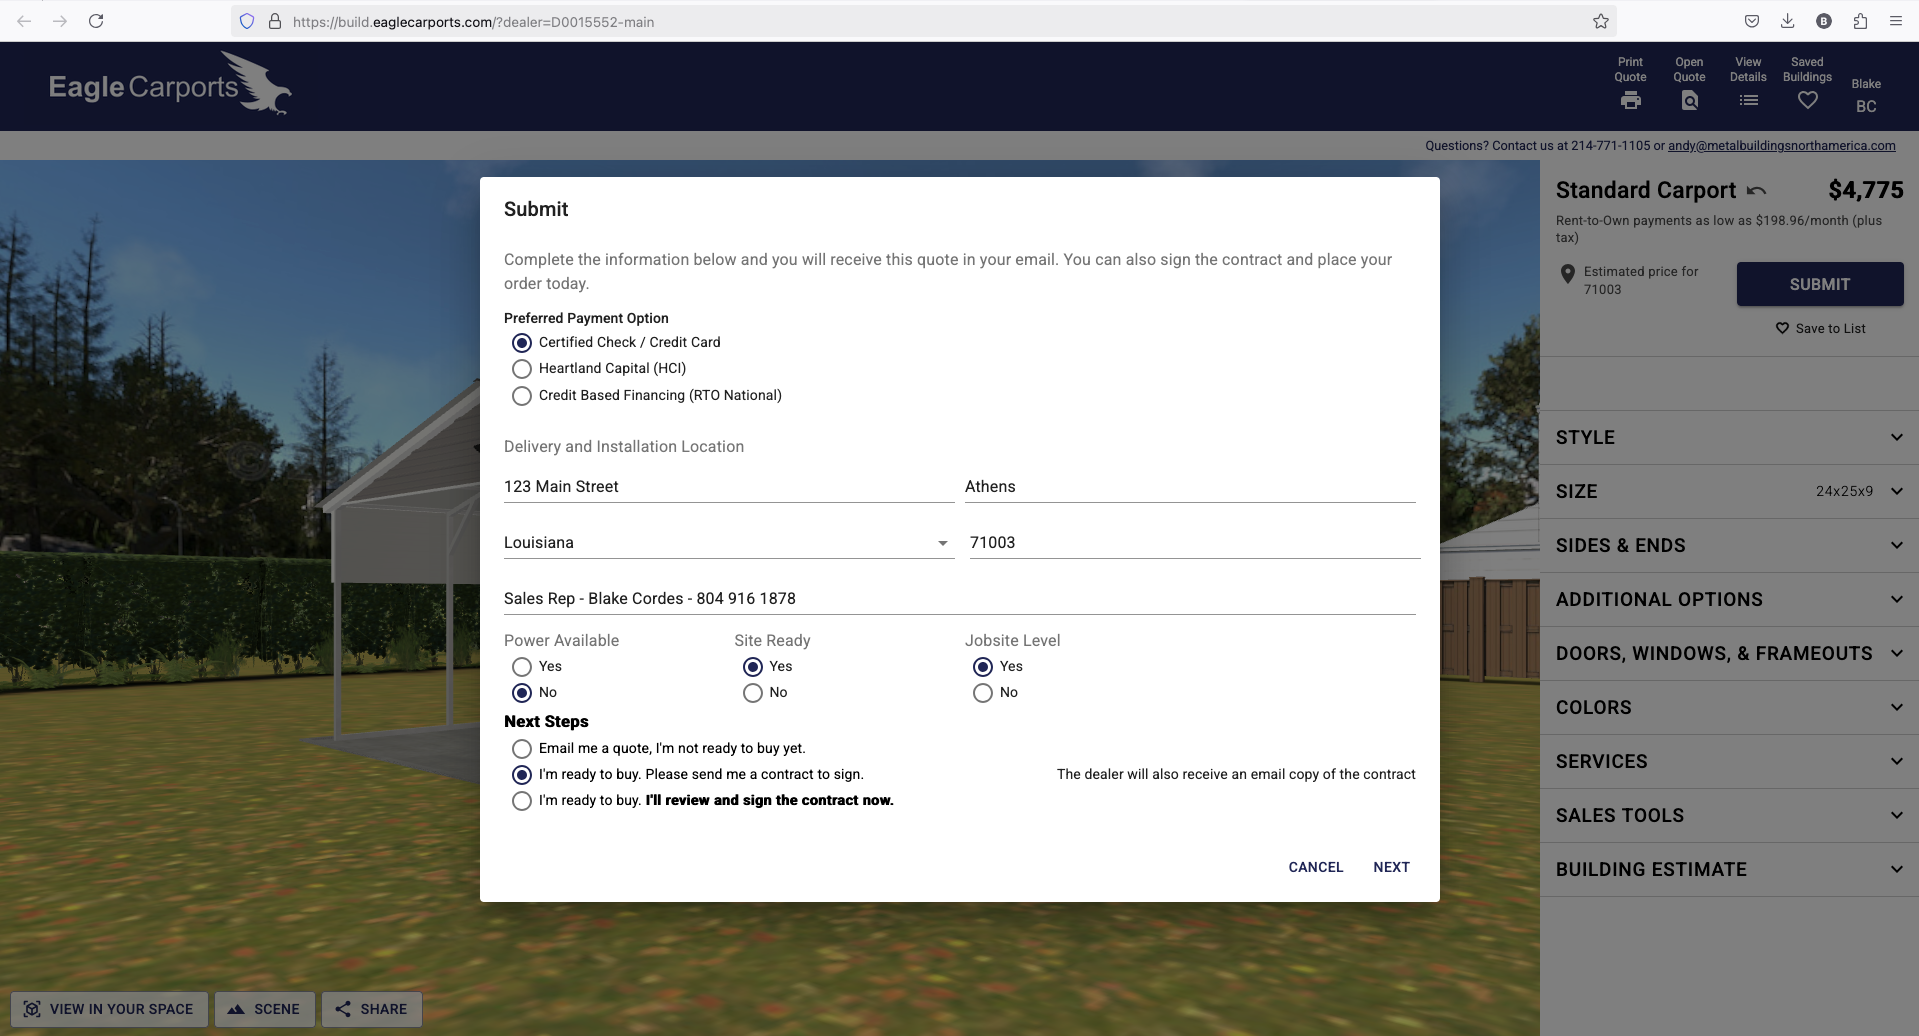 https://build.eaglecarports.com/?dealer=D0015552-main
B
Eagle Carports
Print Quote
Open Quote
View Details
Saved Buildings
Blake
BC
Questions? Contact us at 214-771-1105 or andy@metalbuildingsnorthamerica.com
Submit
Complete the information below and you will receive this quote in your email. You can also sign the contract and place your
order today.
Preferred Payment Option
Certified Check / Credit Card
Heartland Capital (HCI)
Credit Based Financing (RTO National)
Delivery and Installation Location
123 Main Street
Athens
Louisiana
71003
Sales Rep - Blake Cordes - 804 916 1878
Power Available
Yes
No
Site Ready
Yes
No
Jobsite Level
Yes
No
Next Steps
Email me a quote, I'm not ready to buy yet.
I'm ready to buy. Please send me a contract to sign.
The dealer will also receive an email copy of the contract
I'm ready to buy. I'll review and sign the contract now.
CANCEL
NEXT
Standard Carport
$4,775
Rent-to-Own payments as low as $198.96/month (plus
tax)
Estimated price for
71003
SUBMIT
Save to List
STYLE
SIZE
24x25x9
SIDES & ENDS
ADDITIONAL OPTIONS
DOORS, WINDOWS, & FRAMEOUTS
COLORS
SERVICES
SALES TOOLS
BUILDING ESTIMATE
VIEW IN YOUR SPACE
SCENE
SHARE